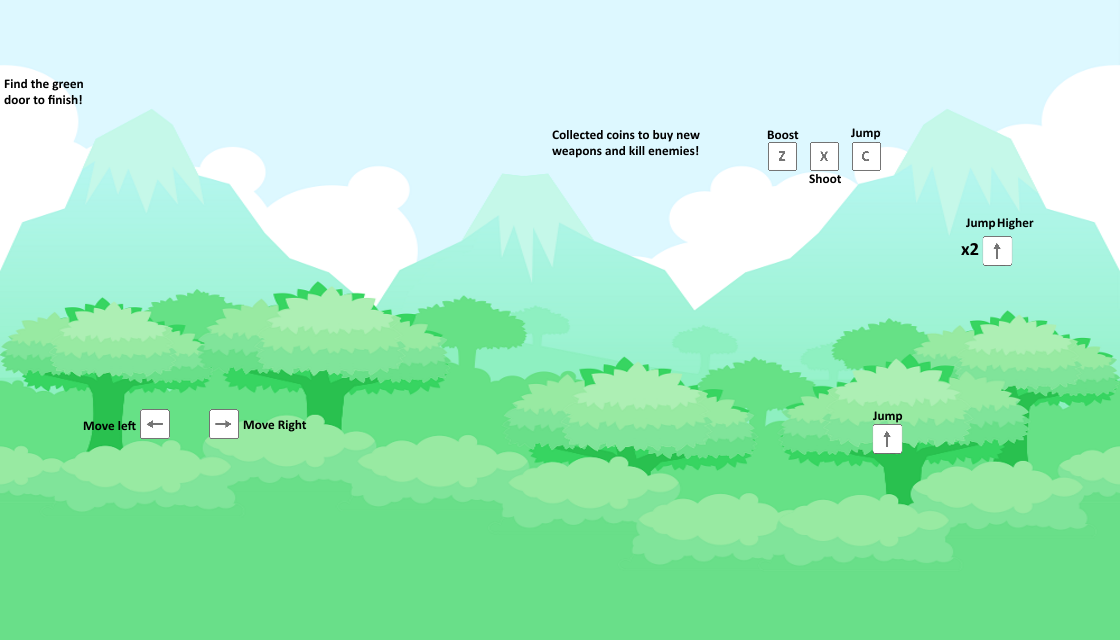 Find the green
door to finish!
Collected coins to buy new
weapons and kill enemies!
Boost
Jump
Z
X
C
Shoot
Jump Higher
x2
Move left
Move Right
Jump